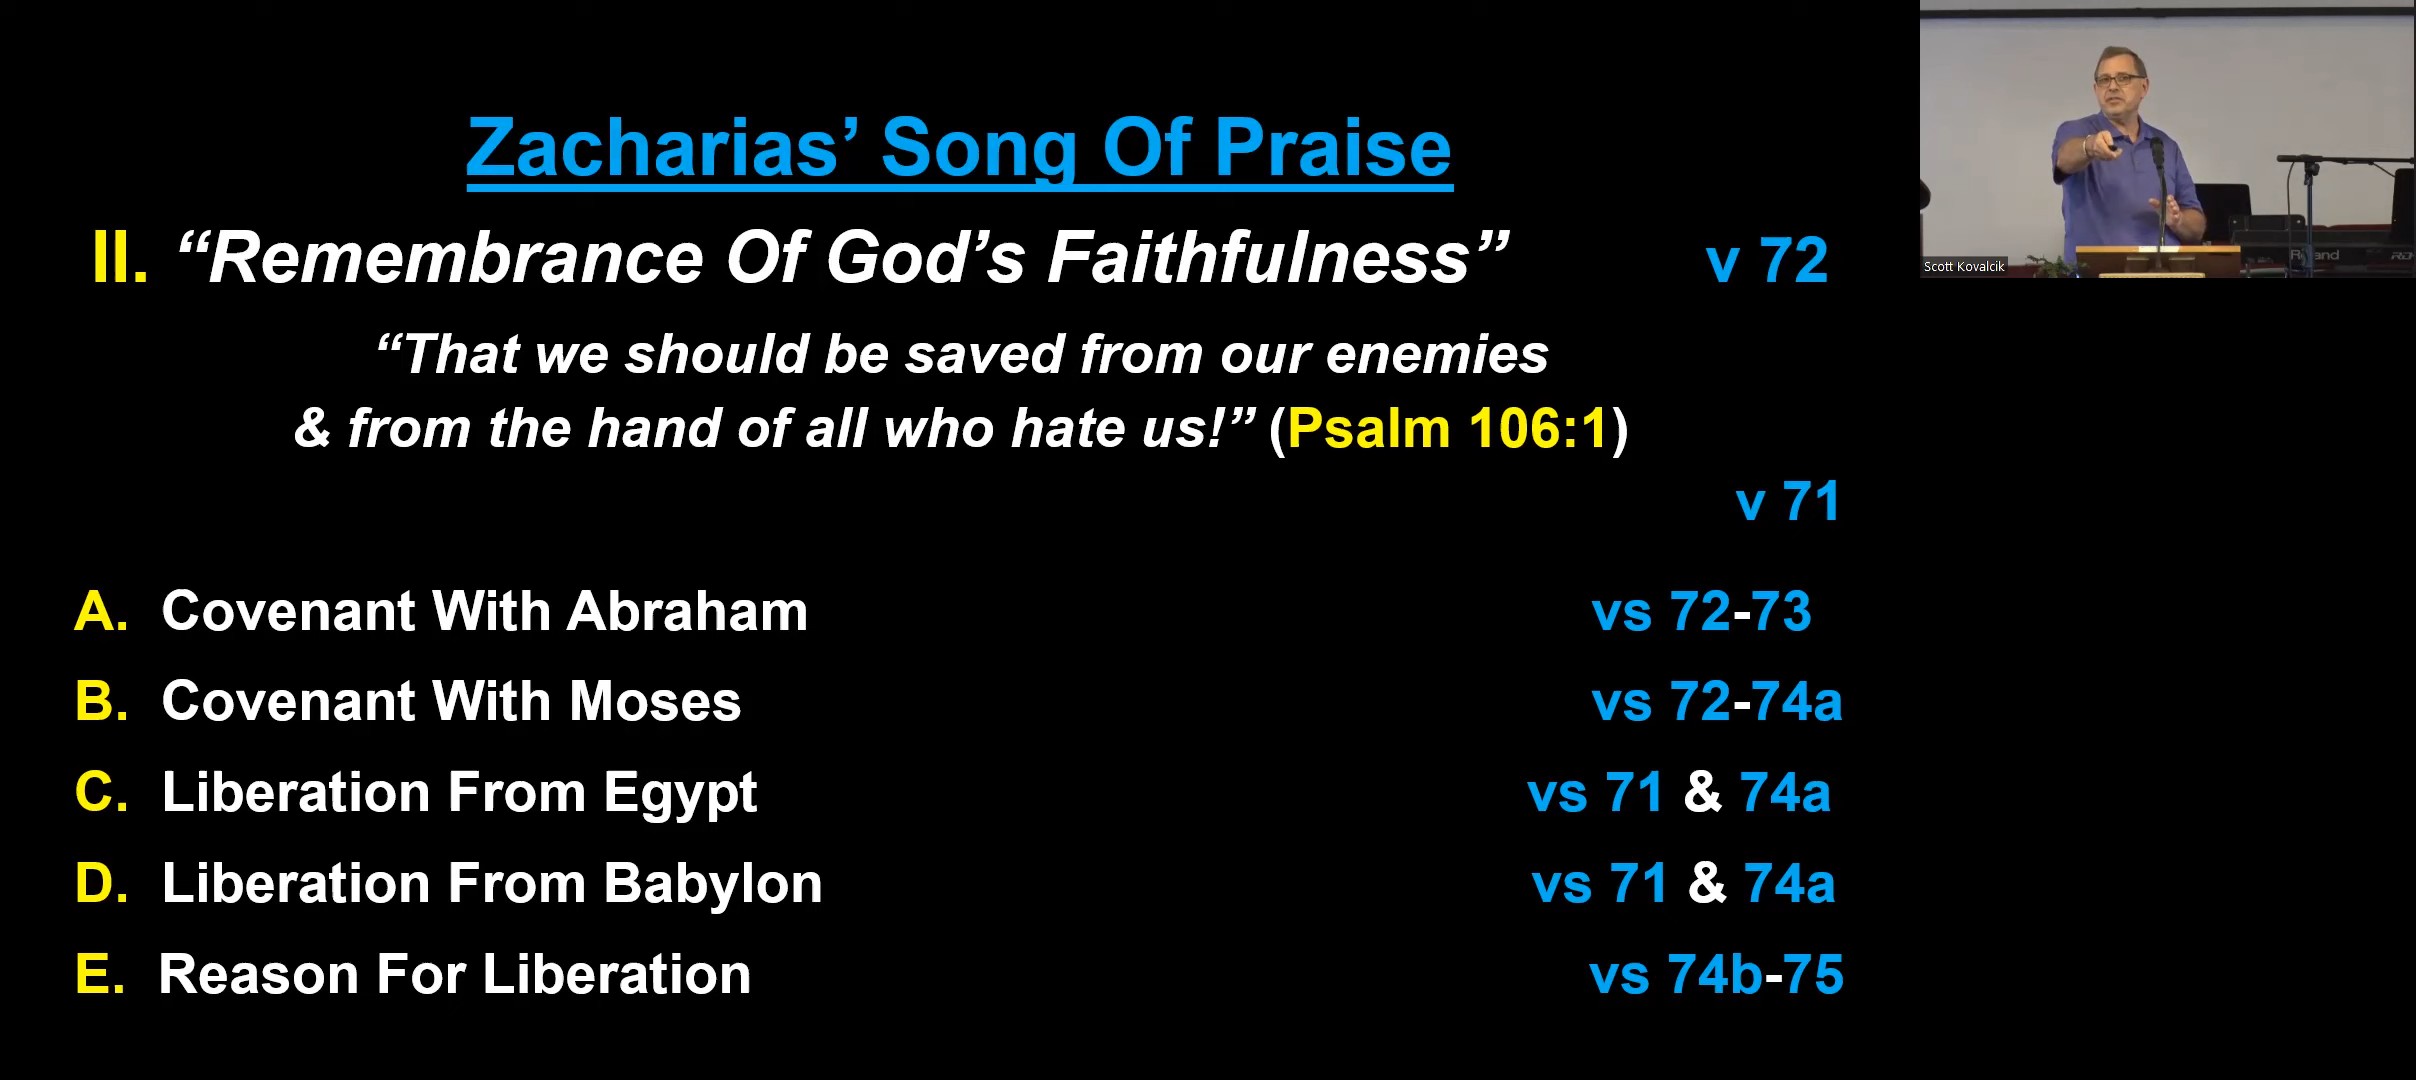 Zacharias’ Song Of Praise
II. “Remembrance Of God’s Faithfulness” v 72
“That we should be saved from our enemies
& from the hand of all who hate us!” (Psalm 106:1)
v 71
A. Covenant With Abraham vs 72-73
B. Covenant With Moses vs 72-74a
C. Liberation From Egypt vs 71 & 74a
D. Liberation From Babylon vs 71 & 74a
E. Reason For Liberation vs 74b-75
Scott Kovalcik
Roland